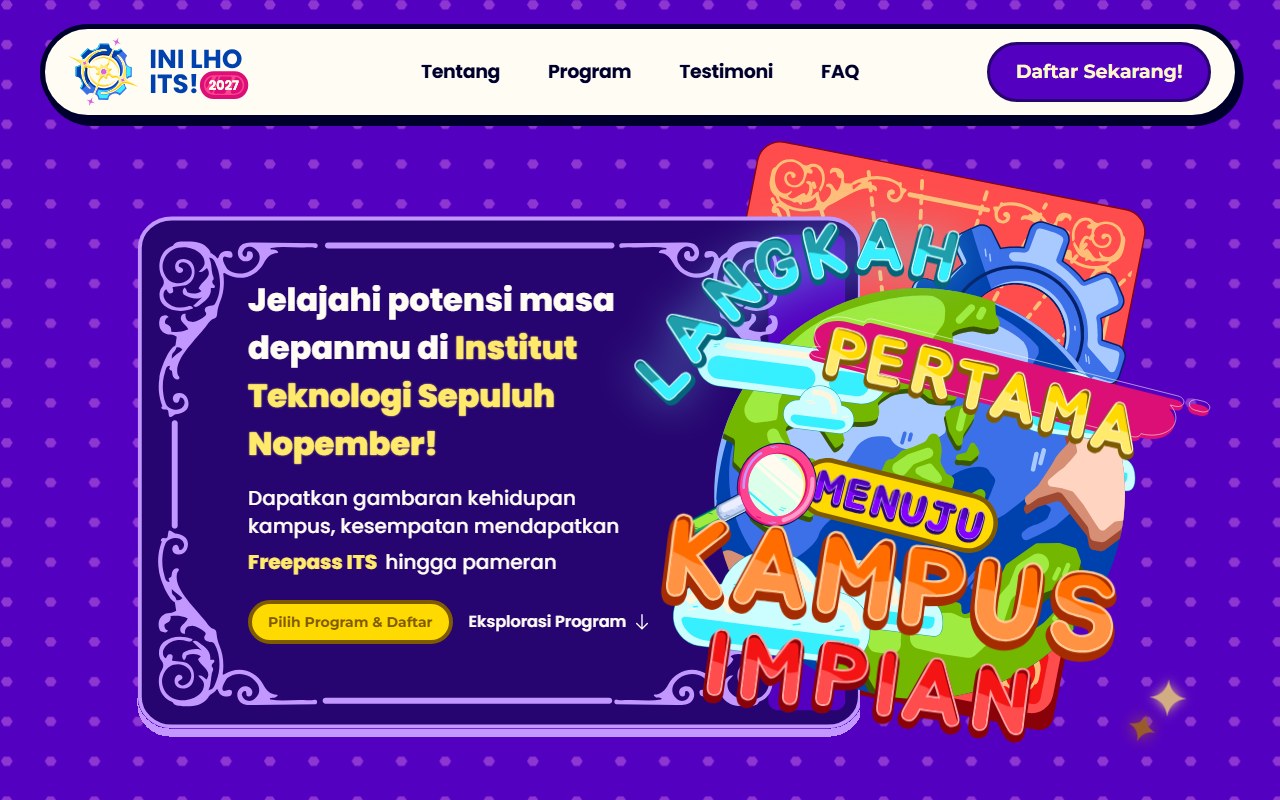 INI LHO
ITS! 2027
Tentang
Program
Testimoni
FAQ
Daftar Sekarang!
Jelajahi potensi masa
depanmu di Institut
Teknologi Sepuluh
Nopember!
Dapatkan gambaran kehidupan
kampus, kesempatan mendapatkan
Freepass ITS hingga pameran
Pilih Program & Daftar
Eksplorasi Program ↓
LANGKAH
PERTAMA
MENUJU
KAMPUS
IMPIAN